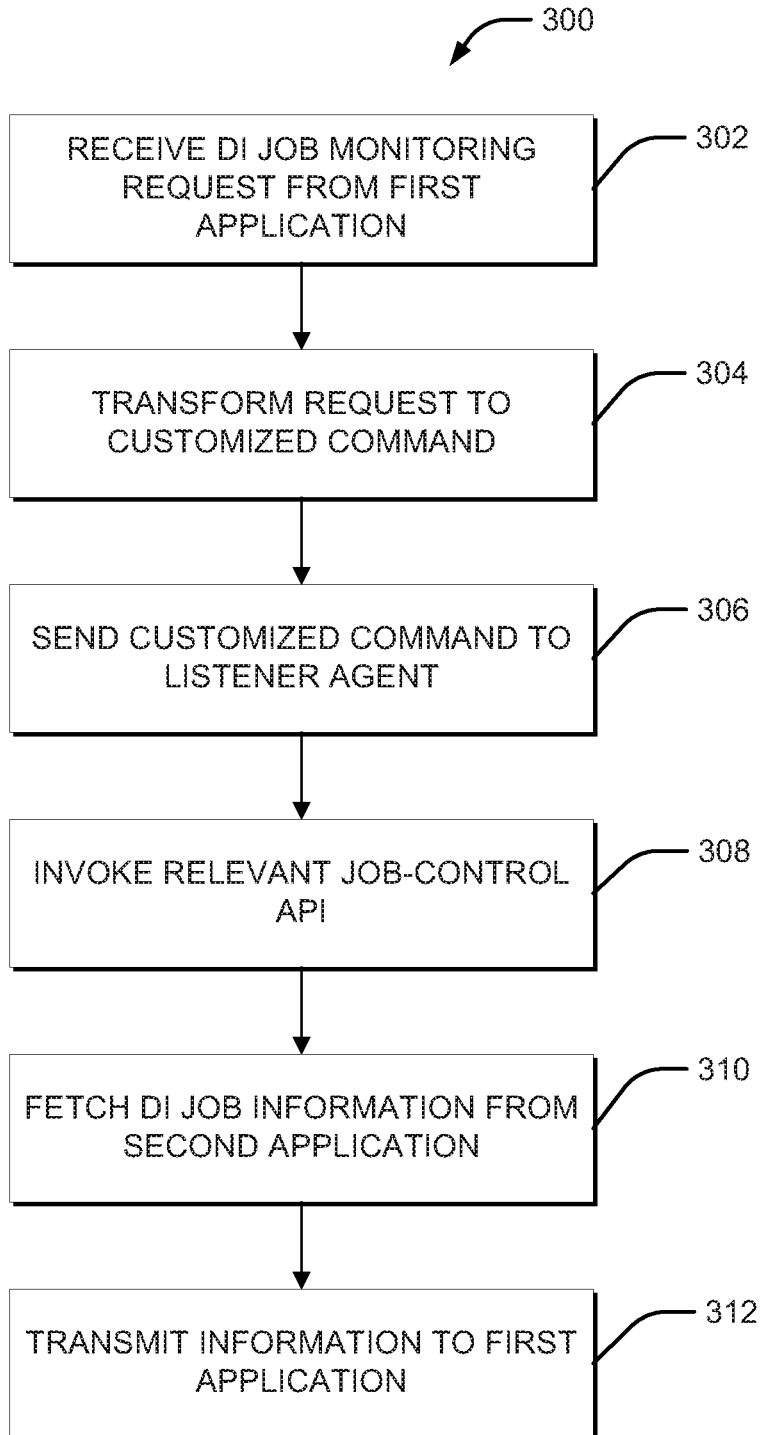 300
RECEIVE DI JOB MONITORING
REQUEST FROM FIRST
APPLICATION
302
TRANSFORM REQUEST TO
CUSTOMIZED COMMAND
304
SEND CUSTOMIZED COMMAND TO
LISTENER AGENT
306
INVOKE RELEVANT JOB-CONTROL
API
308
FETCH DI JOB INFORMATION FROM
SECOND APPLICATION
310
TRANSMIT INFORMATION TO FIRST
APPLICATION
312